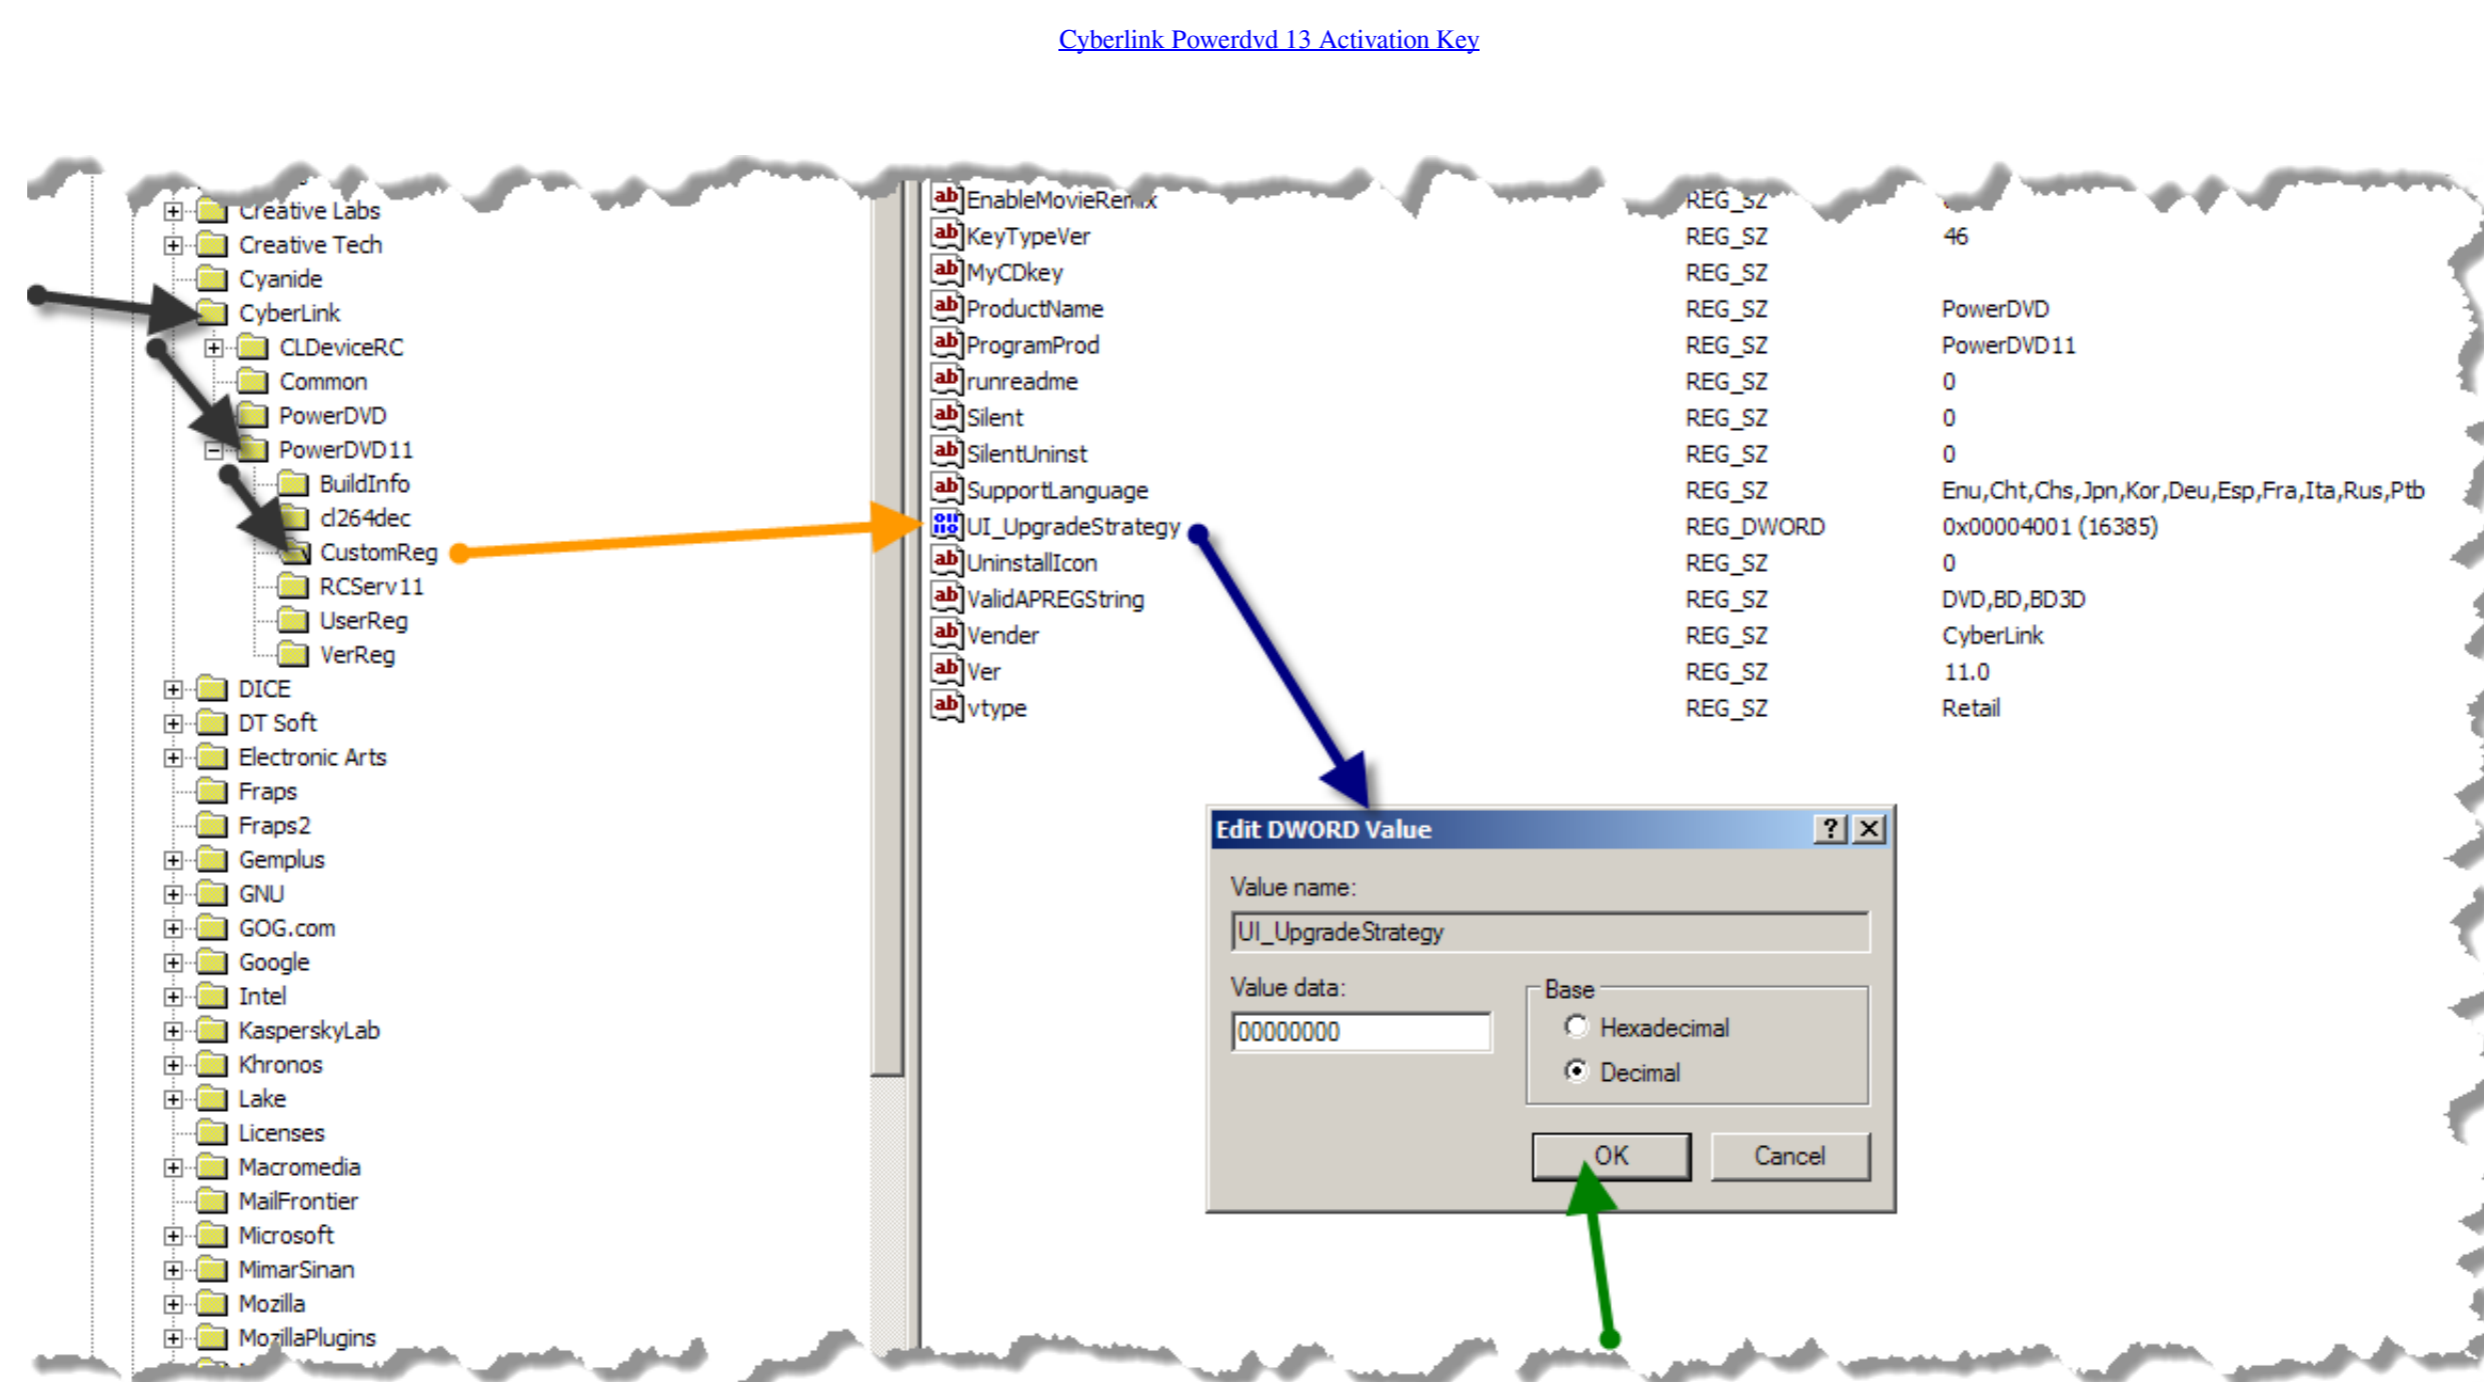 Cyberlink Powerdvd 13 Activation Key
Creative Labs
Creative Tech
Cyanide
CyberLink
CLDeviceRC
Common
PowerDVD
PowerDVD11
BuildInfo
cl264dec
CustomReg
RCServ11
UserReg
VerReg
DICE
DT Soft
Electronic Arts
Fraps
Fraps2
Gemplus
GNU
GOG.com
Google
Intel
KasperskyLab
Khronos
Lake
Licenses
Macromedia
MailFrontier
Microsoft
MimarSinan
Mozilla
MozillaPlugins
EnableMovieRemix REG_SZ
KeyTypeVer REG_SZ 46
MyCDkey REG_SZ
ProductName REG_SZ PowerDVD
ProgramProd REG_SZ PowerDVD11
runreadme REG_SZ 0
Silent REG_SZ 0
SilentUninst REG_SZ 0
SupportLanguage REG_SZ Enu,Cht,Chs,Jpn,Kor,Deu,Esp,Fra,Ita,Rus,Ptb
UI_UpgradeStrategy REG_DWORD 0x00004001 (16385)
UninstallIcon REG_SZ 0
ValidAPREGString REG_SZ DVD,BD,BD3D
Vender REG_SZ CyberLink
Ver REG_SZ 11.0
vtype REG_SZ Retail
Edit DWORD Value
Value name:
UI_UpgradeStrategy
Value data:
00000000
Base
Hexadecimal
Decimal
OK Cancel